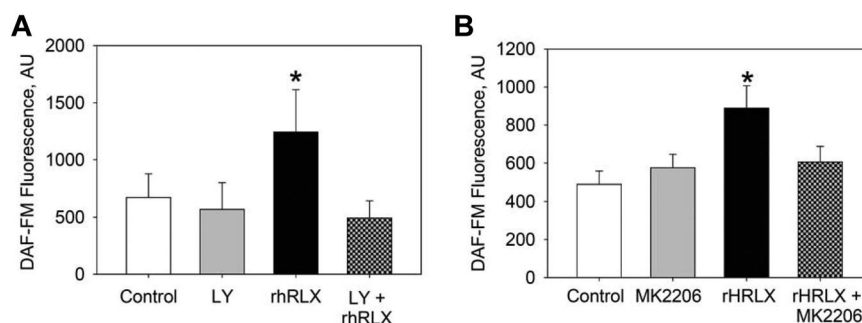 A
DAF-FM Fluorescence, AU
2000
1500
1000
500
0
*
Control
LY
rhRLX
LY +
rhRLX
B
DAF-FM Fluorescence, AU
1200
1000
800
600
400
200
0
*
Control
MK2206
rHRLX
rHRLX +
MK2206